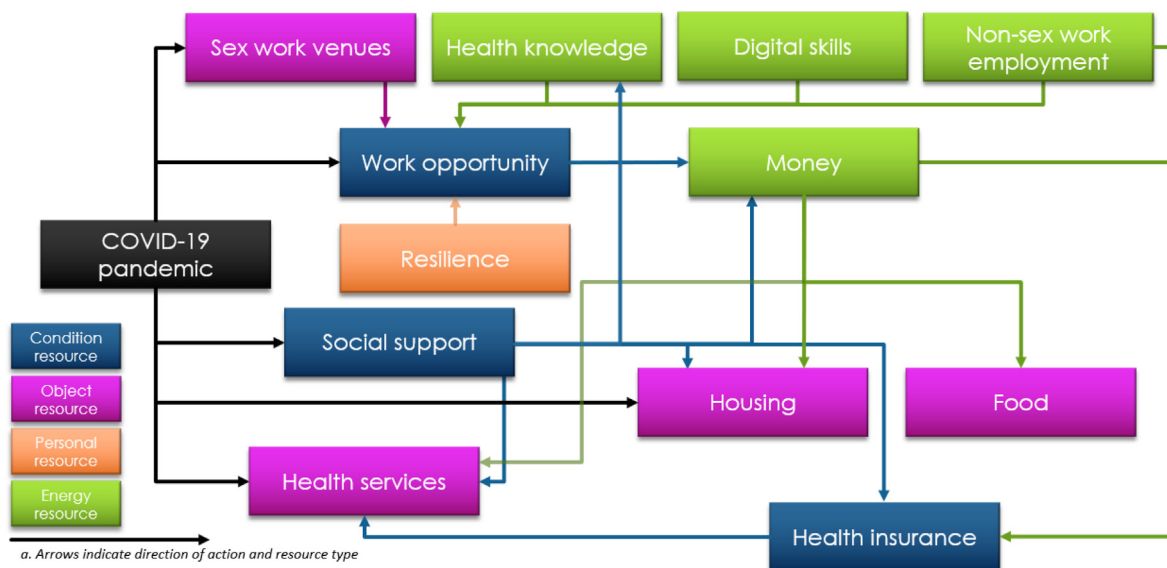 Sex work venues
Health knowledge
Digital skills
Non-sex work
employment
Work opportunity
Money
COVID-19
pandemic
Resilience
Social support
Condition
resource
Object
resource
Personal
resource
Energy
resource
Housing
Food
Health services
Health insurance
a. Arrows indicate direction of action and resource type